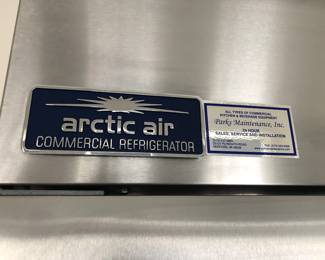 arctic air
COMMERCIAL REFRIGERATOR
ALL TYPES OF COMMERCIAL
KITCHEN & BEVERAGE EQUIPMENT
Parks Maintenance, Inc.
24 HOUR
SALES, SERVICE AND INSTALLATION